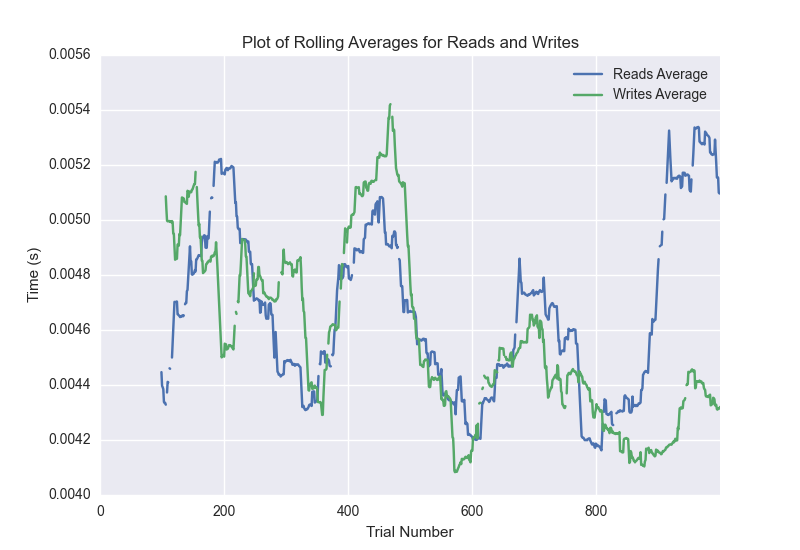 Plot of Rolling Averages for Reads and Writes
Reads Average
Writes Average
0.0056
0.0054
0.0052
0.0050
0.0048
0.0046
0.0044
0.0042
0.0040
Time (s)
0
200
400
600
800
Trial Number